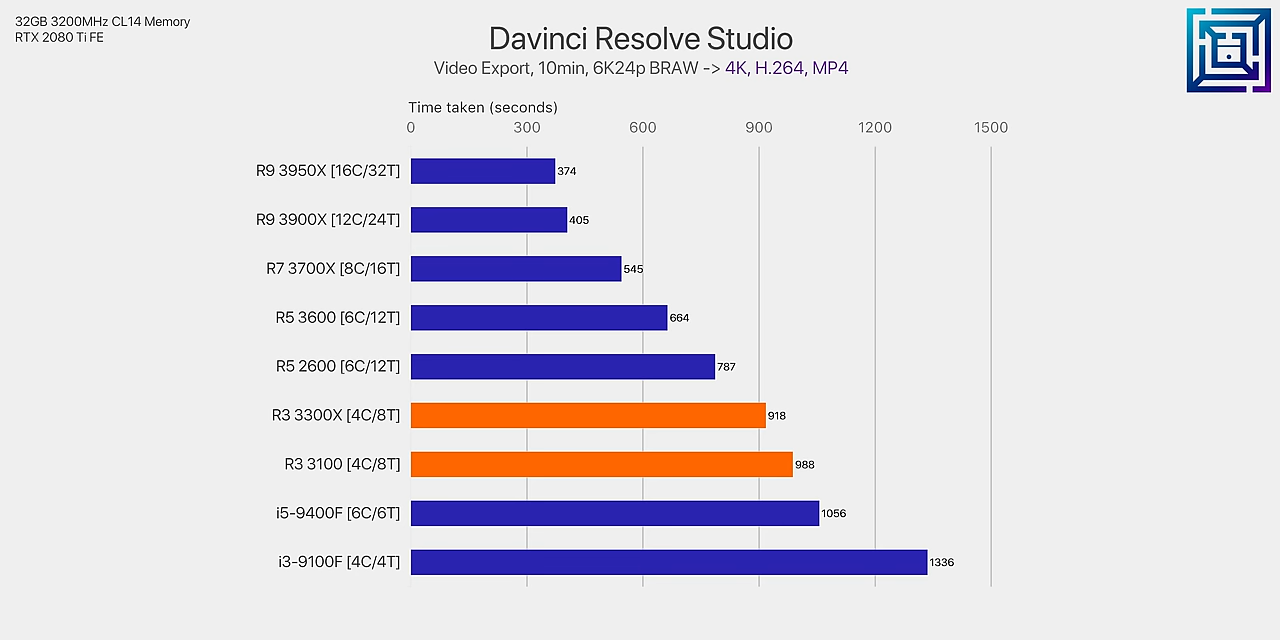 32GB 3200MHz CL14 Memory
RTX 2080 Ti FE
Davinci Resolve Studio
Video Export, 10min, 6K24p BRAW -> 4K, H.264, MP4
Time taken (seconds)
0 300 600 900 1200 1500
R9 3950X [16C/32T] 374
R9 3900X [12C/24T] 405
R7 3700X [8C/16T] 545
R5 3600 [6C/12T] 664
R5 2600 [6C/12T] 787
R3 3300X [4C/8T] 918
R3 3100 [4C/8T] 988
i5-9400F [6C/6T] 1056
i3-9100F [4C/4T] 1336